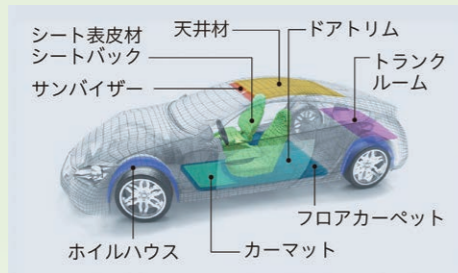 天井材
ドアトリム
シート表皮材
シートバック
サンバイザー
トランク
ルーム
フロアカーペット
ホイルハウス
カーマット